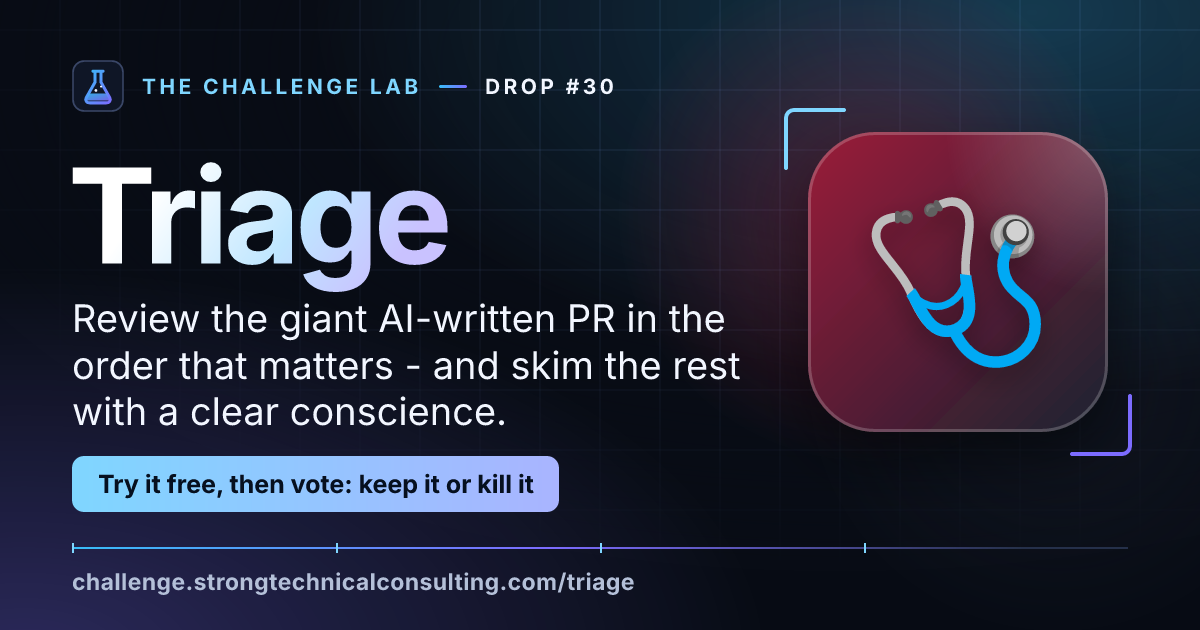 THE CHALLENGE LAB — DROP #30
Triage
Review the giant AI-written PR in the
order that matters - and skim the rest
with a clear conscience.
Try it free, then vote: keep it or kill it
challenge.strongtechnicalconsulting.com/triage